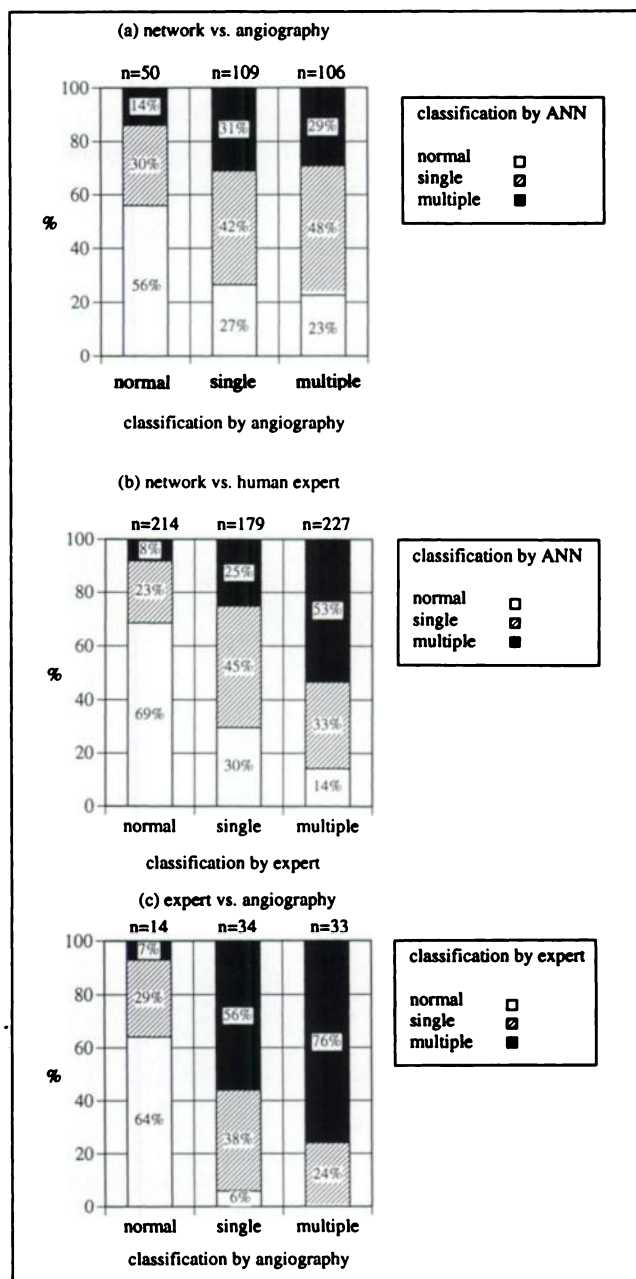 (a) network vs. angiography
n=50 n=109 n=106
100
80
60
40
20
0
%
14%
30%
56%
31%
42%
27%
29%
48%
23%
normal single multiple
classification by angiography
classification by ANN
normal
single
multiple
(b) network vs. human expert
n=214 n=179 n=227
100
80
60
40
20
0
%
8%
23%
69%
25%
45%
30%
53%
33%
14%
normal single multiple
classification by expert
classification by ANN
normal
single
multiple
(c) expert vs. angiography
n=14 n=34 n=33
100
80
60
40
20
0
%
7%
29%
64%
56%
38%
6%
76%
24%
normal single multiple
classification by angiography
classification by expert
normal
single
multiple